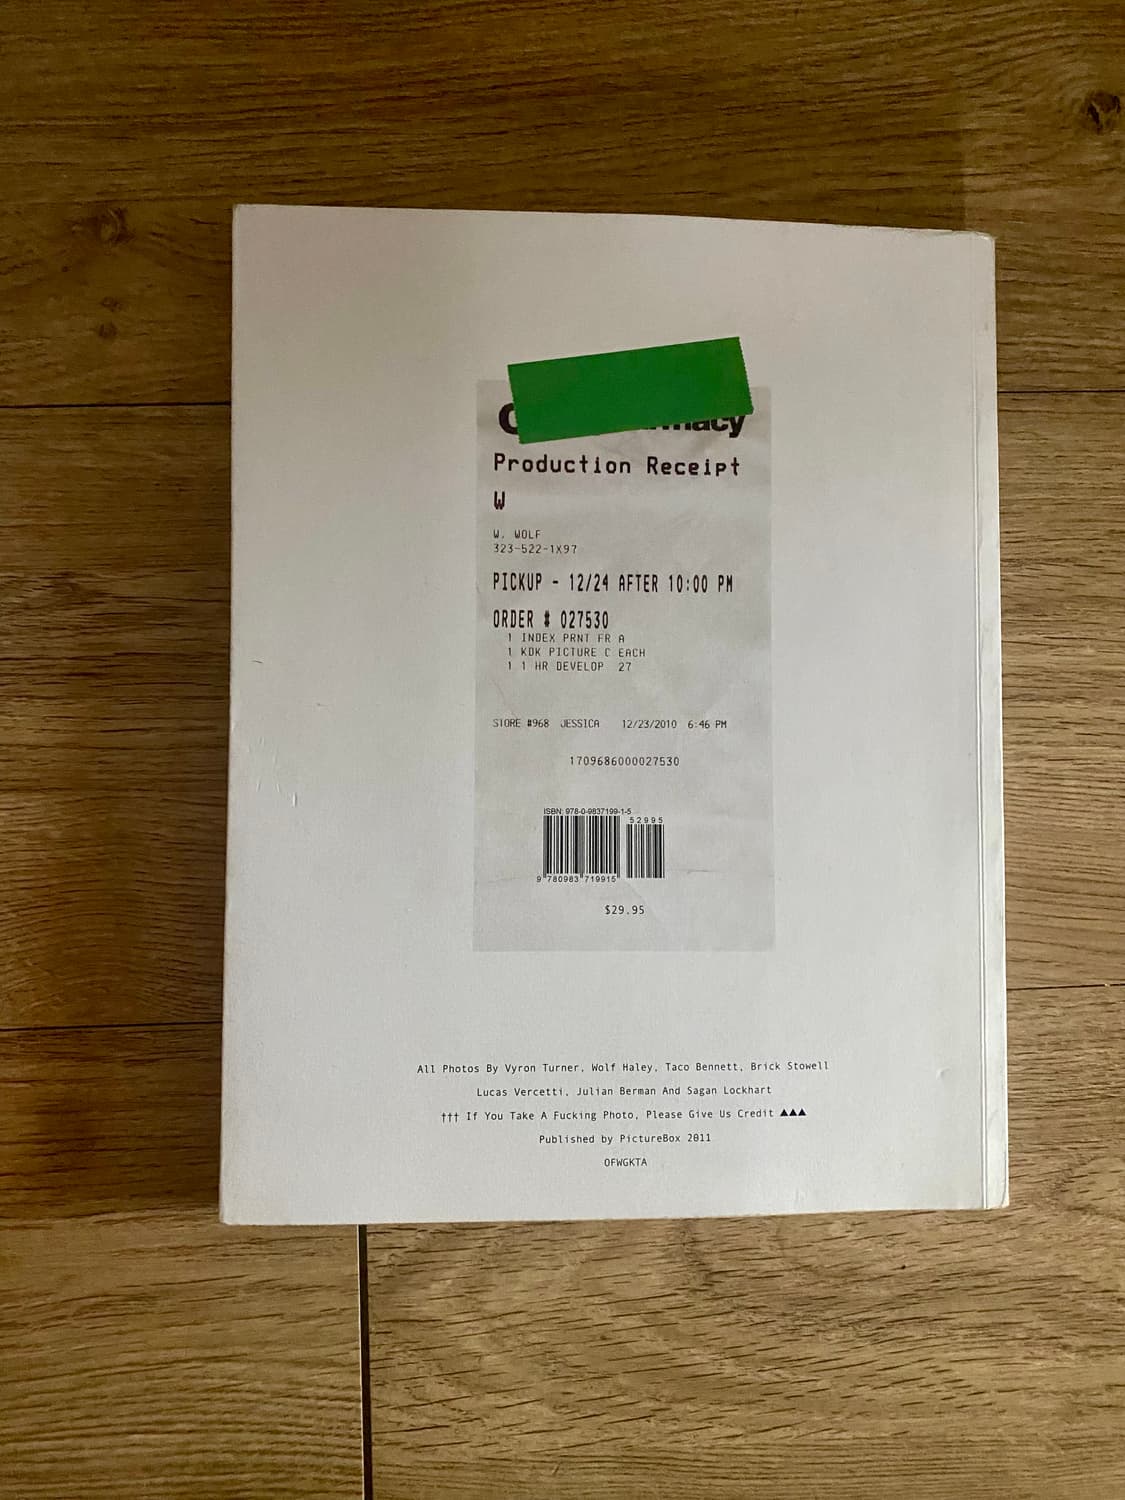 Production Receipt
W
W. WOLF
323-522-1X97
PICKUP - 12/24 AFTER 10:00 PM
ORDER # 027530
1 INDEX PRNT FR A
1 KDK PICTURE C EACH
1 1 HR DEVELOP 27
STORE #968 JESSICA 12/23/2010 6:46 PM
1709686000027530
ISBN: 978-0-9837199-1-5
52995
9 780983 719915
$29.95
All Photos By Vyron Turner, Wolf Haley, Taco Bennett, Brick Stowell
Lucas Vercetti, Julian Berman And Sagan Lockhart
††† If You Take A Fucking Photo, Please Give Us Credit ▲▲▲
Published by PictureBox 2011
OFWGKTA